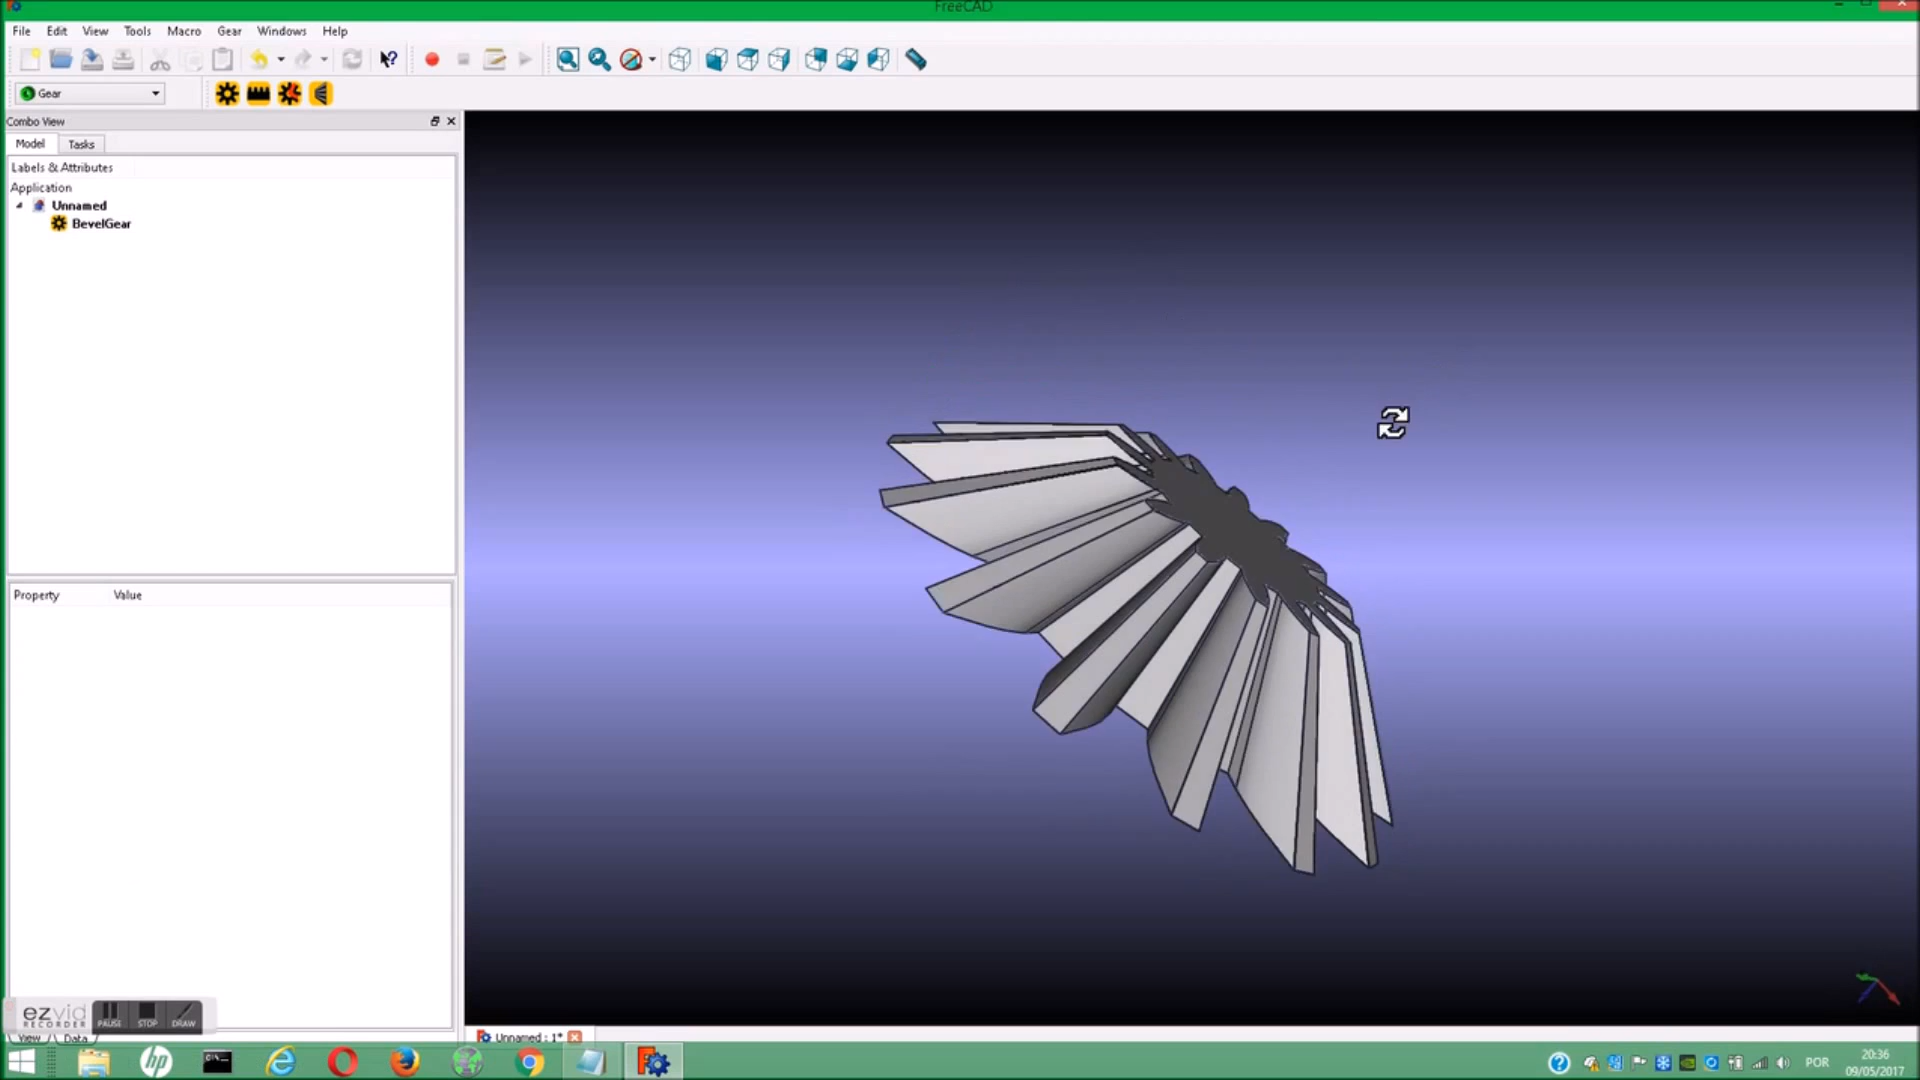 FreeCAD
File Edit View Tools Macro Gear Windows Help
Gear
Combo View
Model Tasks
Labels & Attributes
Application
Unnamed
BevelGear
Property Value
ezvid
RECORDER
PAUSE STOP DRAW
View Data
Unnamed : 1*
hp
POR
20:36
09/05/2017